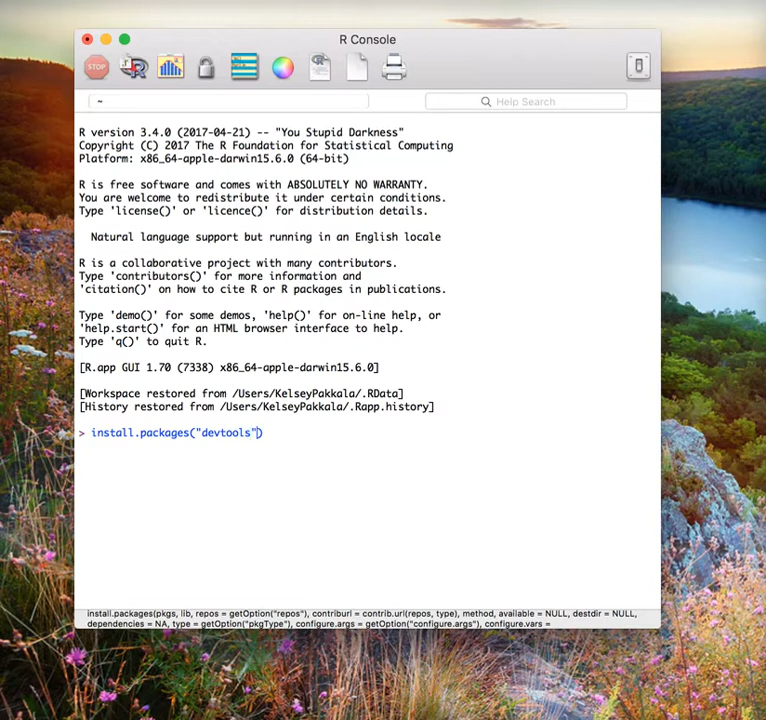 R Console
STOP
~
Help Search
R version 3.4.0 (2017-04-21) -- "You Stupid Darkness"
Copyright (C) 2017 The R Foundation for Statistical Computing
Platform: x86_64-apple-darwin15.6.0 (64-bit)
R is free software and comes with ABSOLUTELY NO WARRANTY.
You are welcome to redistribute it under certain conditions.
Type 'license()' or 'licence()' for distribution details.
Natural language support but running in an English locale
R is a collaborative project with many contributors.
Type 'contributors()' for more information and
'citation()' on how to cite R or R packages in publications.
Type 'demo()' for some demos, 'help()' for on-line help, or
'help.start()' for an HTML browser interface to help.
Type 'q()' to quit R.
[R.app GUI 1.70 (7338) x86_64-apple-darwin15.6.0]
[Workspace restored from /Users/KelseyPakkala/.RData]
[History restored from /Users/KelseyPakkala/.Rapp.history]
> install.packages("devtools")
install.packages(pkgs, lib, repos = getOption("repos"), contriburl = contrib.url(repos, type), method, available = NULL, destdir = NULL,
dependencies = NA, type = getOption("pkgType"), configure.args = getOption("configure.args"), configure.vars =